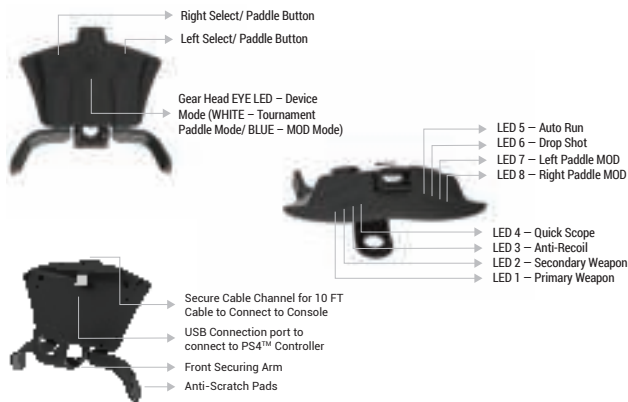 Right Select/ Paddle Button
Left Select/ Paddle Button
Gear Head EYE LED – Device
Mode (WHITE – Tournament
Paddle Mode/ BLUE – MOD Mode)
LED 5 – Auto Run
LED 6 – Drop Shot
LED 7 – Left Paddle MOD
LED 8 – Right Paddle MOD
LED 4 – Quick Scope
LED 3 – Anti-Recoil
LED 2 – Secondary Weapon
LED 1 – Primary Weapon
Secure Cable Channel for 10 FT
Cable to Connect to Console
USB Connection port to
connect to PS4™ Controller
Front Securing Arm
Anti-Scratch Pads